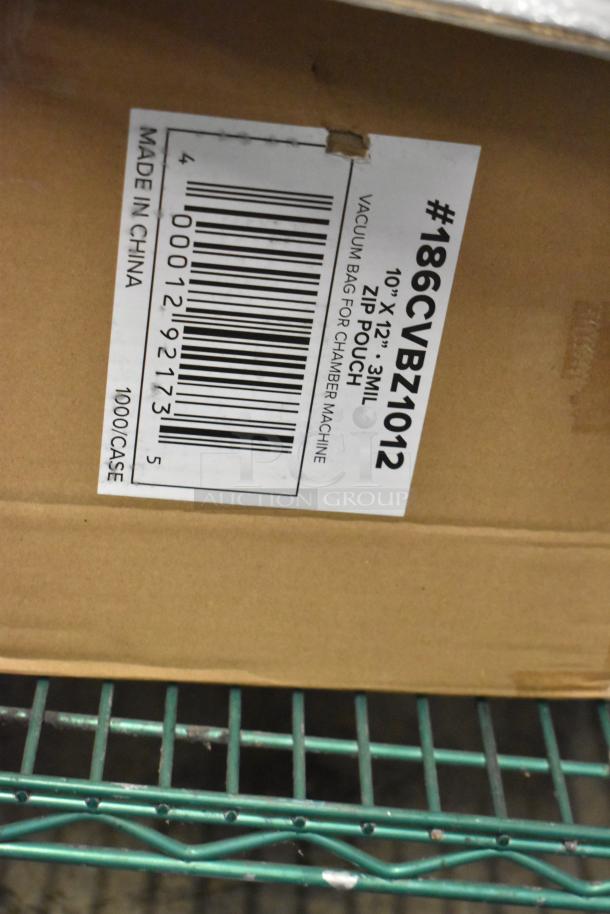 #186CVBZ1012
10” X 12” · 3MIL
ZIP POUCH
VACUUM BAG FOR CHAMBER MACHINE
4 00012 92173 5
MADE IN CHINA 1000/CASE
PCI
AUCTION GROUP